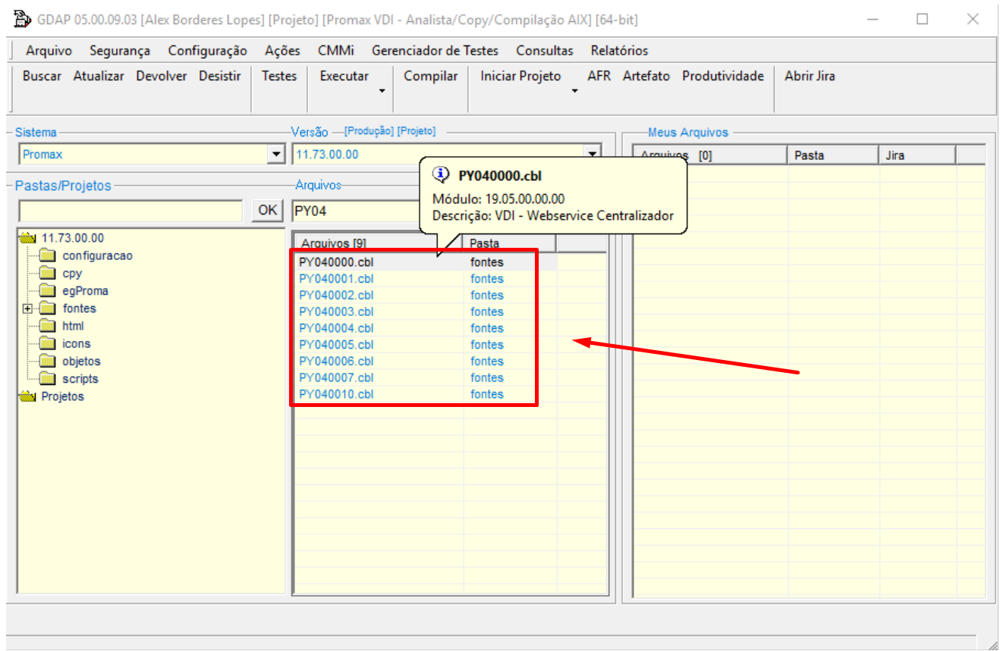 GDAP 05.00.09.03 [Alex Borderes Lopes] [Projeto] [Promax VDI - Analista/Copy/Compilação AIX] [64-bit]
Arquivo Segurança Configuração Ações CMMi Gerenciador de Testes Consultas Relatórios
Buscar Atualizar Devolver Desistir Testes Executar Compilar Iniciar Projeto AFR Artefato Produtividade Abrir Jira
Sistema
Promax
Versão [Produção] [Projeto]
11.73.00.00
Pastas/Projetos
OK
11.73.00.00
configuracao
cpy
egProma
fontes
html
icons
objetos
scripts
Projetos
Arquivos
PY04
PY040000.cbl
Módulo: 19.05.00.00.00
Descrição: VDI - Webservice Centralizador
Arquivos [9] Pasta
PY040000.cbl fontes
PY040001.cbl fontes
PY040002.cbl fontes
PY040003.cbl fontes
PY040004.cbl fontes
PY040005.cbl fontes
PY040006.cbl fontes
PY040007.cbl fontes
PY040010.cbl fontes
Meus Arquivos
Arquivos [0] Pasta Jira